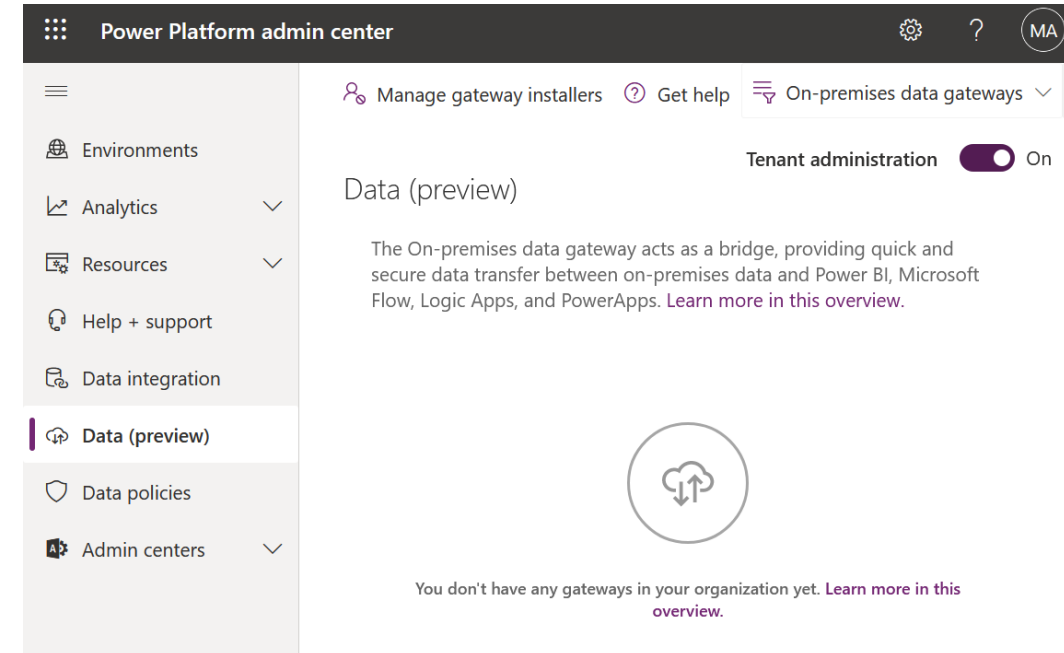 Power Platform admin center
?
MA
Manage gateway installers
Get help
On-premises data gateways
Environments
Analytics
Resources
Help + support
Data integration
Data (preview)
Data policies
Admin centers
Tenant administration
On
Data (preview)
The On-premises data gateway acts as a bridge, providing quick and
secure data transfer between on-premises data and Power BI, Microsoft
Flow, Logic Apps, and PowerApps. Learn more in this overview.
You don't have any gateways in your organization yet. Learn more in this
overview.